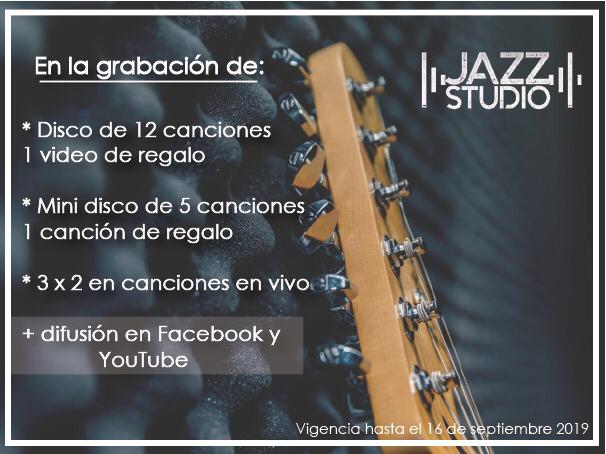 En la grabación de:
JAZZ
STUDIO
* Disco de 12 canciones
1 video de regalo
* Mini disco de 5 canciones
1 canción de regalo
* 3 x 2 en canciones en vivo
+ difusión en Facebook y
YouTube
Vigencia hasta el 16 de septiembre 2019